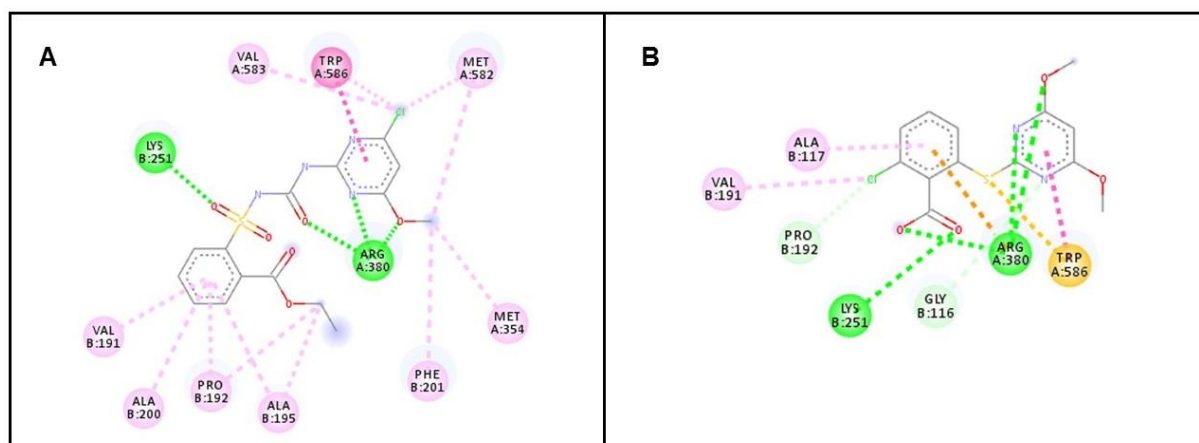 A
VAL
A:583
TRP
A:586
MET
A:582
LYS
B:251
Cl
N
N
N
N
O
S
O
O
O
O
O
ARG
A:380
VAL
B:191
ALA
B:200
PRO
B:192
ALA
B:195
PHE
B:201
MET
A:354
B
O
N
N
S
O
Cl
O
O
ALA
B:117
VAL
B:191
PRO
B:192
ARG
A:380
TRP
A:586
GLY
B:116
LYS
B:251